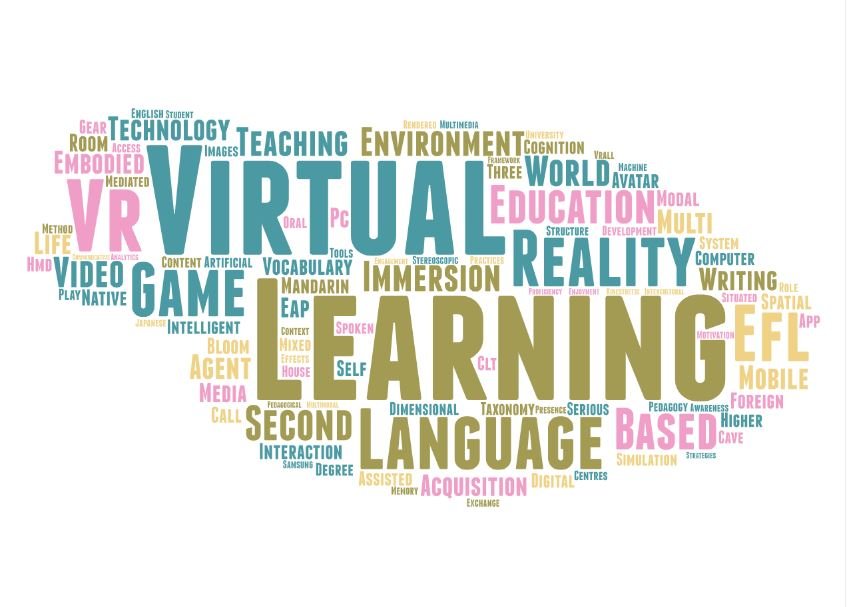 English Student
Gear Technology Rendered Multimedia
Room Access Images Teaching Environment University
Embodied Framework Cognition Vrall
Mediated Three World Machine
VR Virtual Avatar
Oral Pc Education Modal
Method Structure Development Multi
Life Analytics Tools Reality System
Hmd Video Content Artificial Vocabulary Engagement Stereoscopic Practices Computer
Play Native Game Mandarin Immersion Writing Role
Eap Proficiency Enjoyment Kinesthetic Intercultural Situated Spatial
Japanese Intelligent Context Spoken Learning Motivation EFL App
Bloom Mixed
Agent Effects House Self Clt Mobile
Media Pedagogical Multimodal Foreign
Call Second Dimensional Taxonomy Presence Serious Pedagogy Awareness Higher
Interaction Language Based Cave
Samsung Degree Simulation Strategies
Assisted Acquisition Digital Centres
Memory
Exchange